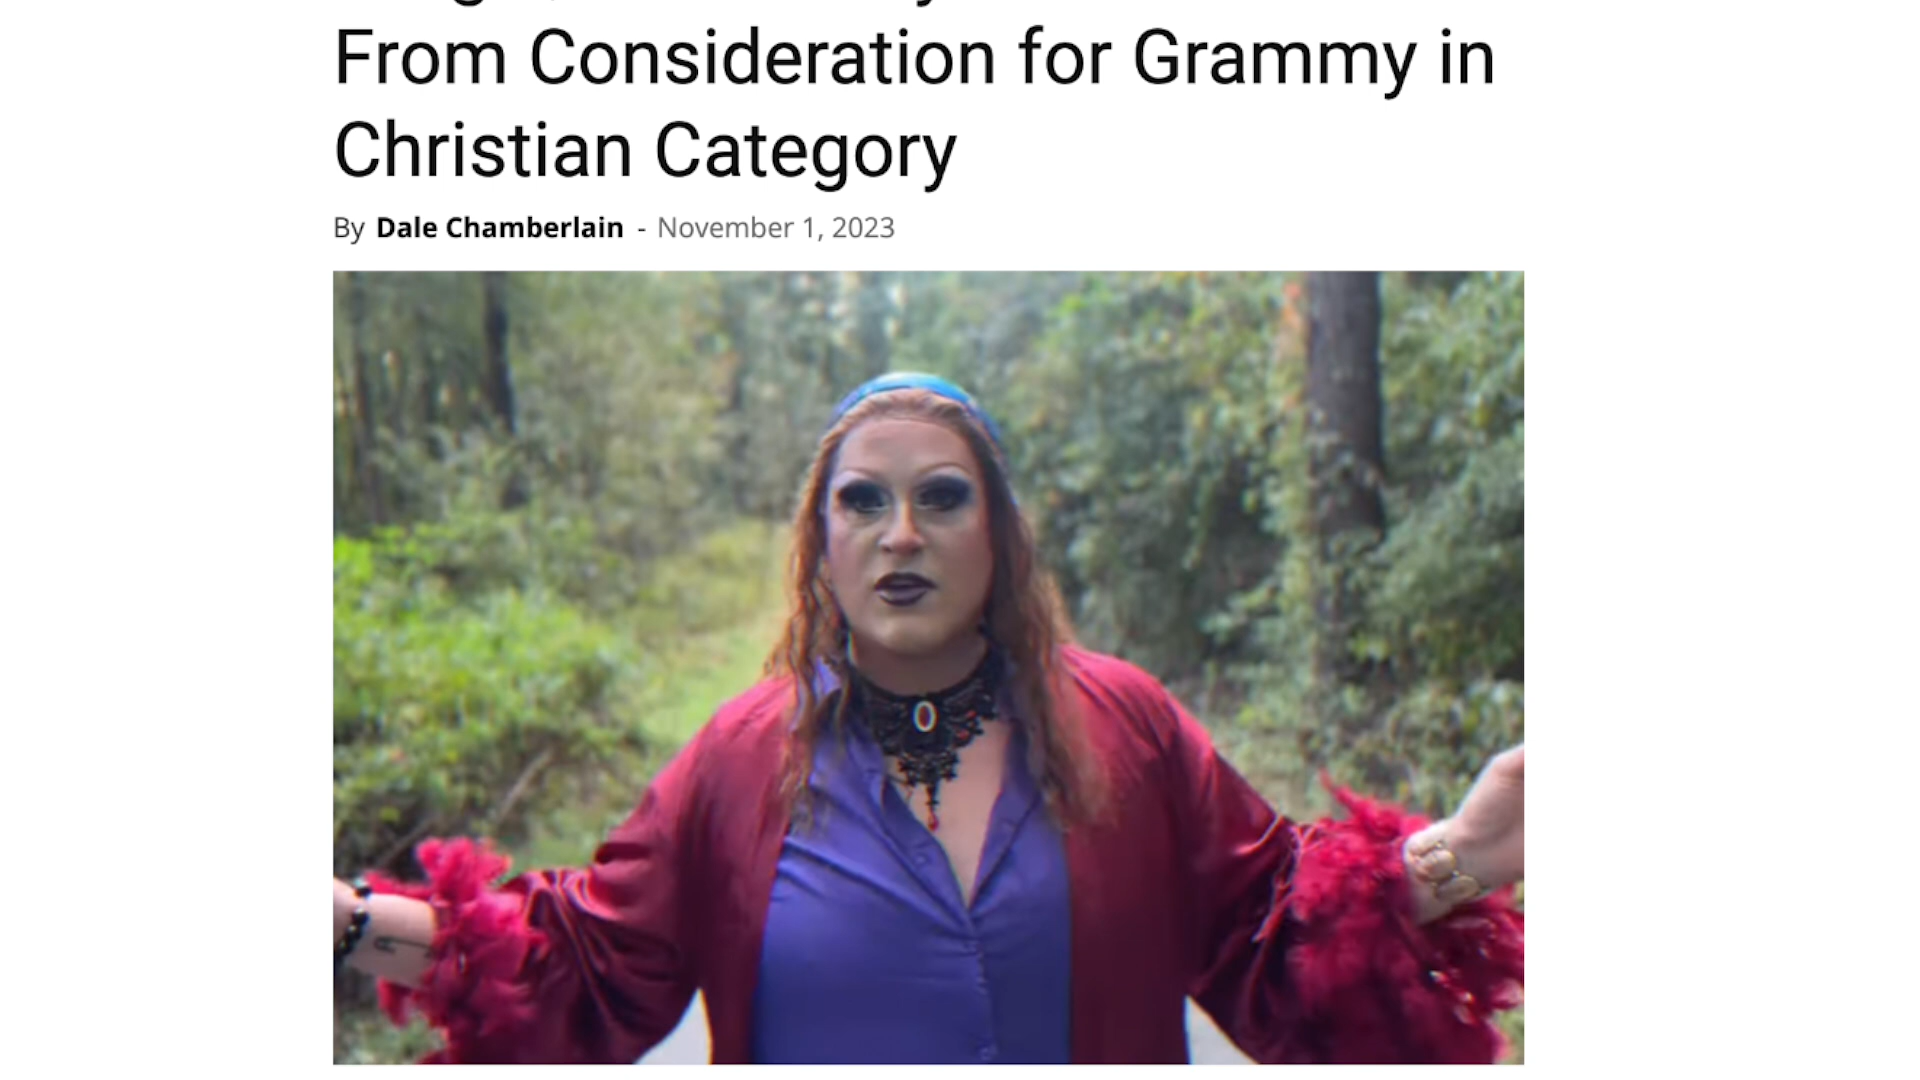 From Consideration for Grammy in
Christian Category
By Dale Chamberlain - November 1, 2023